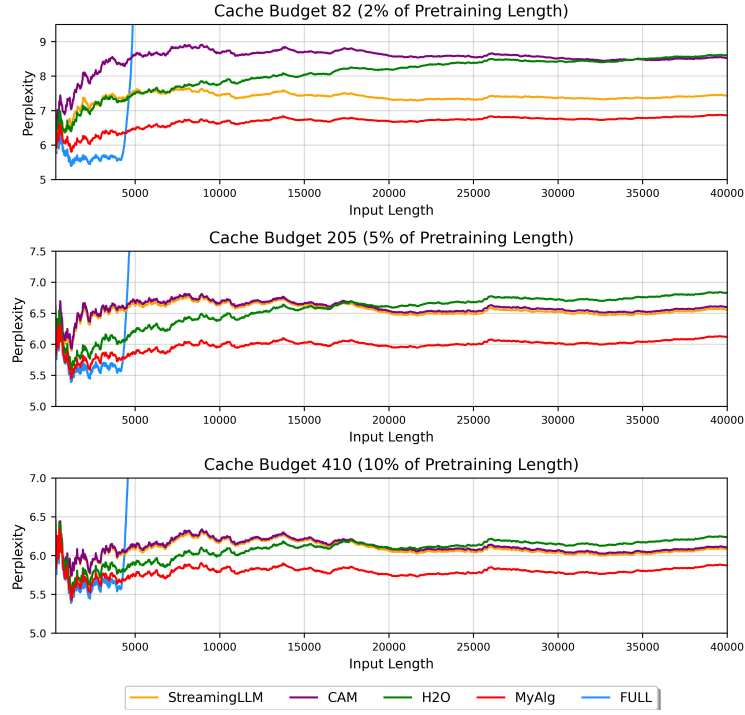 Cache Budget 82 (2% of Pretraining Length)
Perplexity
9
8
7
6
5
5000 10000 15000 20000 25000 30000 35000 40000
Input Length
Cache Budget 205 (5% of Pretraining Length)
Perplexity
7.5
7.0
6.5
6.0
5.5
5.0
5000 10000 15000 20000 25000 30000 35000 40000
Input Length
Cache Budget 410 (10% of Pretraining Length)
Perplexity
7.0
6.5
6.0
5.5
5.0
5000 10000 15000 20000 25000 30000 35000 40000
Input Length
StreamingLLM CAM H2O MyAlg FULL